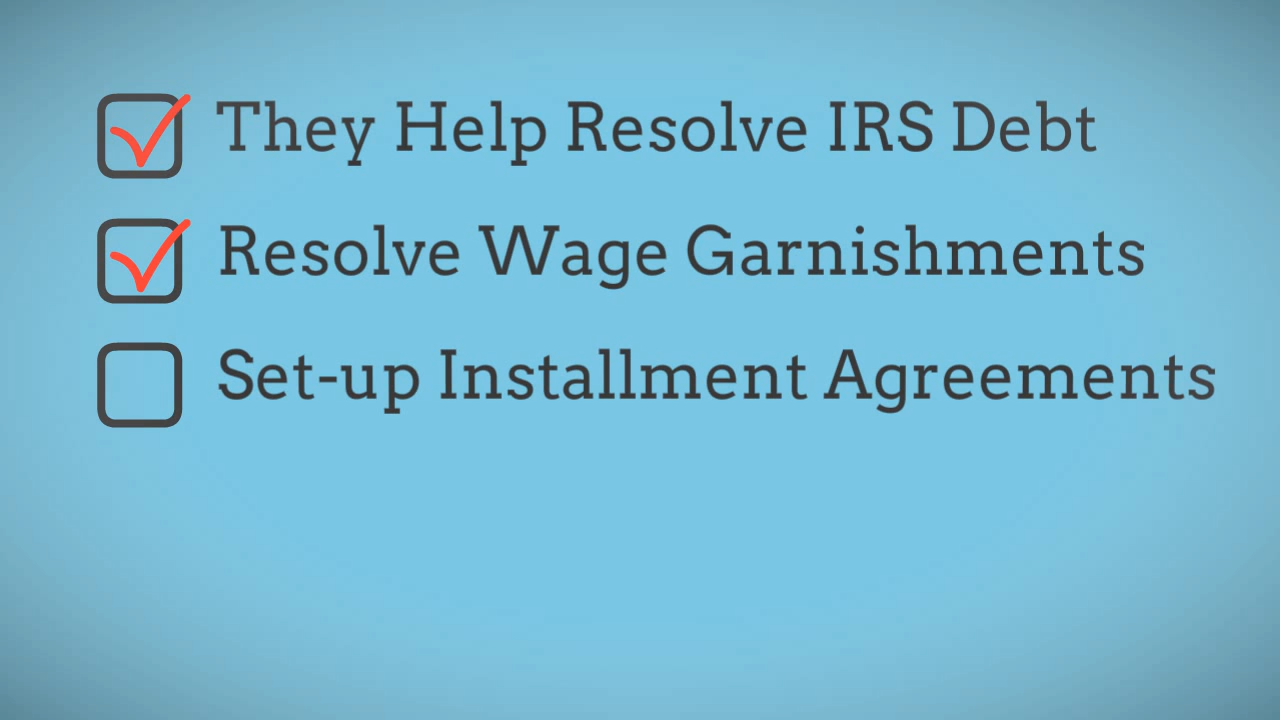 They Help Resolve IRS Debt
Resolve Wage Garnishments
Set-up Installment Agreements